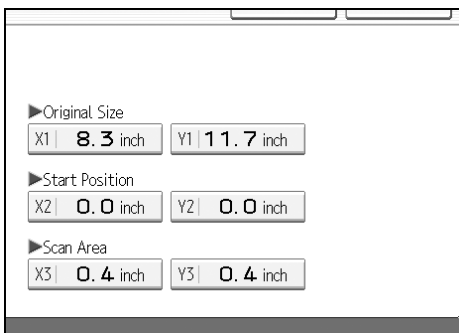 ▶Original Size
X1 8.3 inch Y1 11.7 inch
▶Start Position
X2 0.0 inch Y2 0.0 inch
▶Scan Area
X3 0.4 inch Y3 0.4 inch